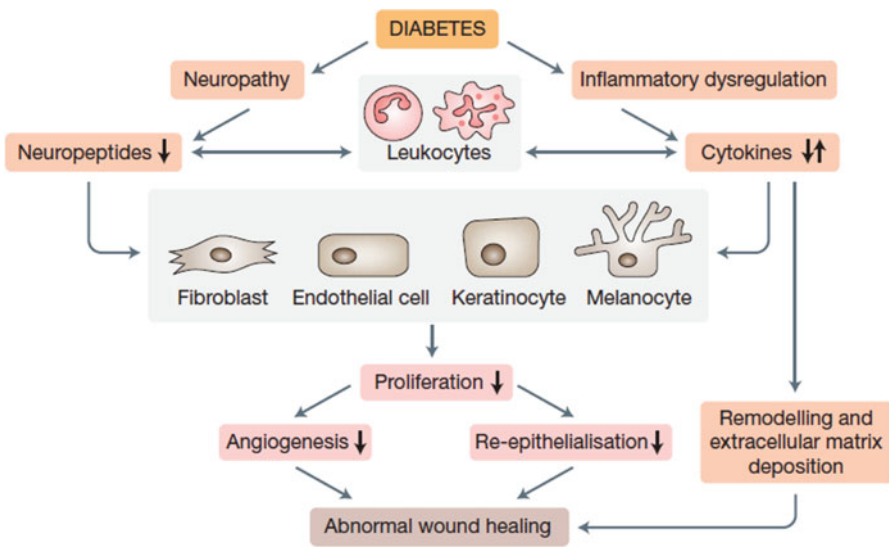 DIABETES
Neuropathy
Inflammatory dysregulation
Neuropeptides ↓
Leukocytes
Cytokines ↓↑
Fibroblast
Endothelial cell
Keratinocyte
Melanocyte
Proliferation ↓
Angiogenesis ↓
Re-epithelialisation ↓
Remodelling and
extracellular matrix
deposition
Abnormal wound healing